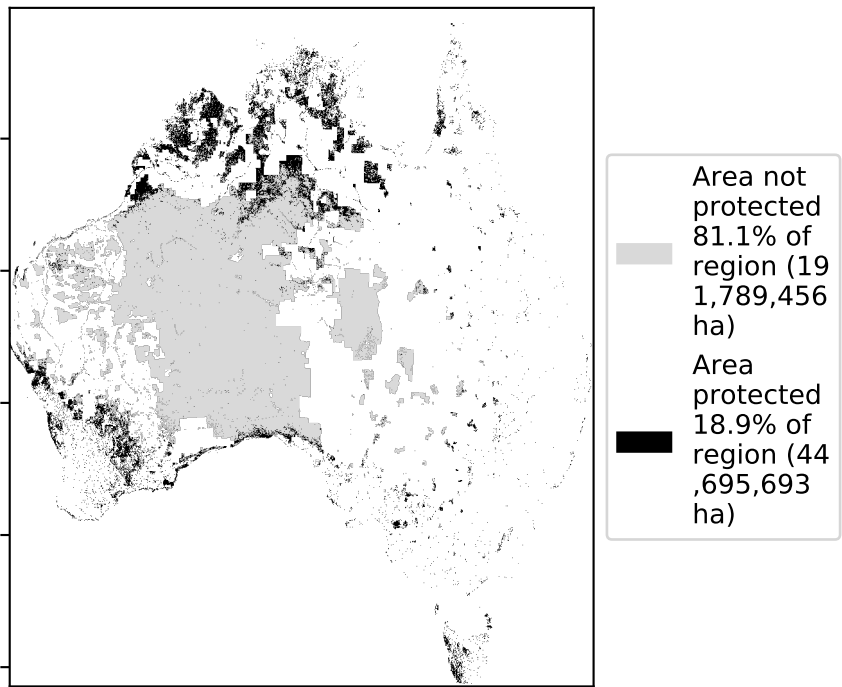 Area not
protected
81.1% of
region (19
1,789,456
ha)
Area
protected
18.9% of
region (44
,695,693
ha)